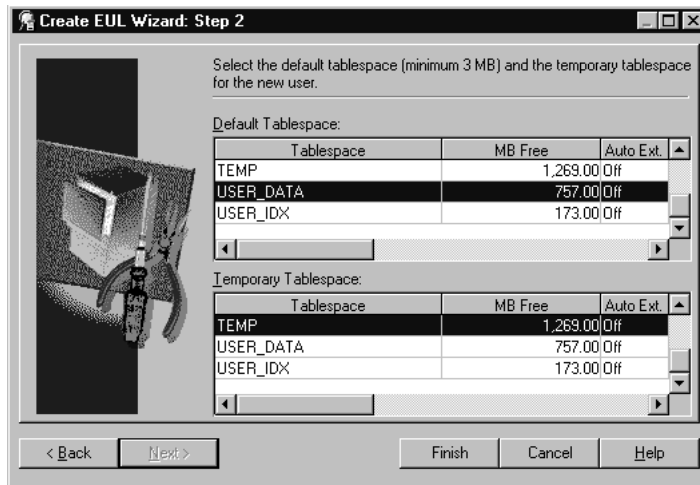 Create EUL Wizard: Step 2
Select the default tablespace (minimum 3 MB) and the temporary tablespace
for the new user.
Default Tablespace:
Tablespace MB Free Auto Ext.
TEMP 1,269.00 Off
USER_DATA 757.00 Off
USER_IDX 173.00 Off
Temporary Tablespace:
Tablespace MB Free Auto Ext.
TEMP 1,269.00 Off
USER_DATA 757.00 Off
USER_IDX 173.00 Off
< Back Next > Finish Cancel Help